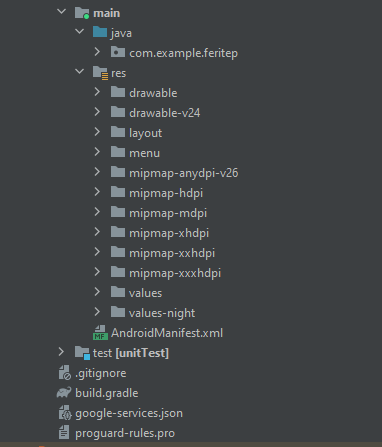 main
java
com.example.feritep
res
drawable
drawable-v24
layout
menu
mipmap-anydpi-v26
mipmap-hdpi
mipmap-mdpi
mipmap-xhdpi
mipmap-xxhdpi
mipmap-xxxhdpi
values
values-night
MF AndroidManifest.xml
test [unitTest]
.gitignore
build.gradle
google-services.json
proguard-rules.pro